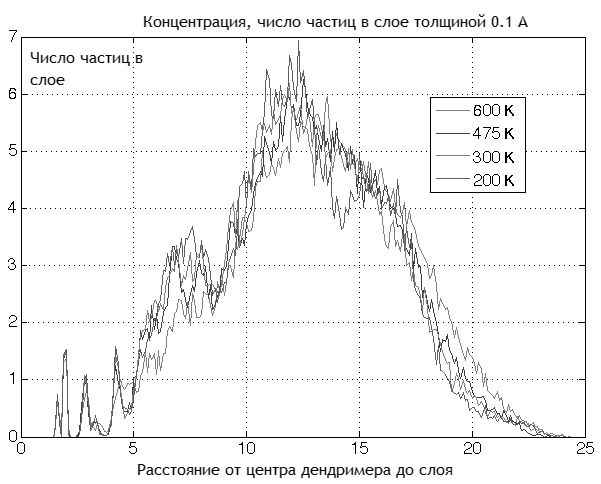 Концентрация, число частиц в слое толщиной 0.1 А
Число частиц в
слое
7
6
5
4
3
2
1
0
600 K
475 K
300 K
200 K
0 5 10 15 20 25
Расстояние от центра дендримера до слоя